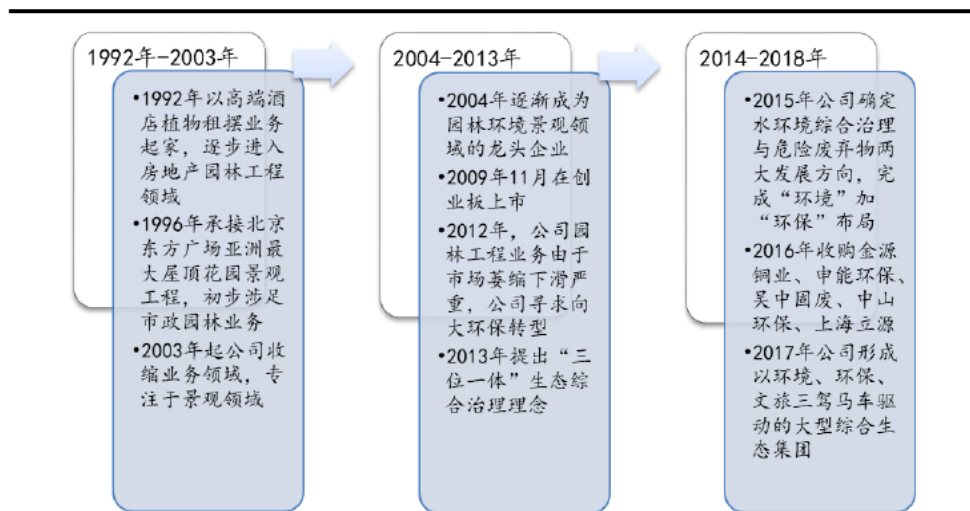 1992年-2003年
•1992年以高端酒
店植物租摆业务
起家，逐步进入
房地产园林工程
领域
•1996年承接北京
东方广场亚洲最
大屋顶花园景观
工程，初步涉足
市政园林业务
•2003年起公司收
缩业务领域，专
注于景观领域
2004-2013年
•2004年逐渐成为
园林环境景观领
域的龙头企业
•2009年11月在创
业板上市
•2012年，公司园
林工程业务由于
市场萎缩下滑严
重，公司寻求向
大环保转型
•2013年提出“三
位一体”生态综
合治理理念
2014-2018年
•2015年公司确定
水环境综合治理
与危险废弃物两
大发展方向，完
成“环境”加
“环保”布局
•2016年收购金源
铜业、申能环保、
吴中固废、中山
环保、上海立源
•2017年公司形成
以环境、环保、
文旅三驾马车驱
动的大型综合生
态集团